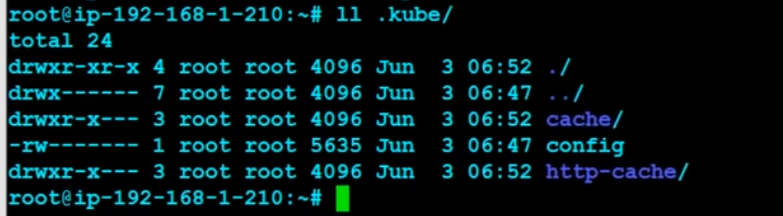 root@ip-192-168-1-210:~# ll .kube/
total 24
drwxr-xr-x 4 root root 4096 Jun  3 06:52 ./
drwx------ 7 root root 4096 Jun  3 06:47 ../
drwxr-x--- 3 root root 4096 Jun  3 06:52 cache/
-rw------- 1 root root 5635 Jun  3 06:47 config
drwxr-x--- 3 root root 4096 Jun  3 06:52 http-cache/
root@ip-192-168-1-210:~#